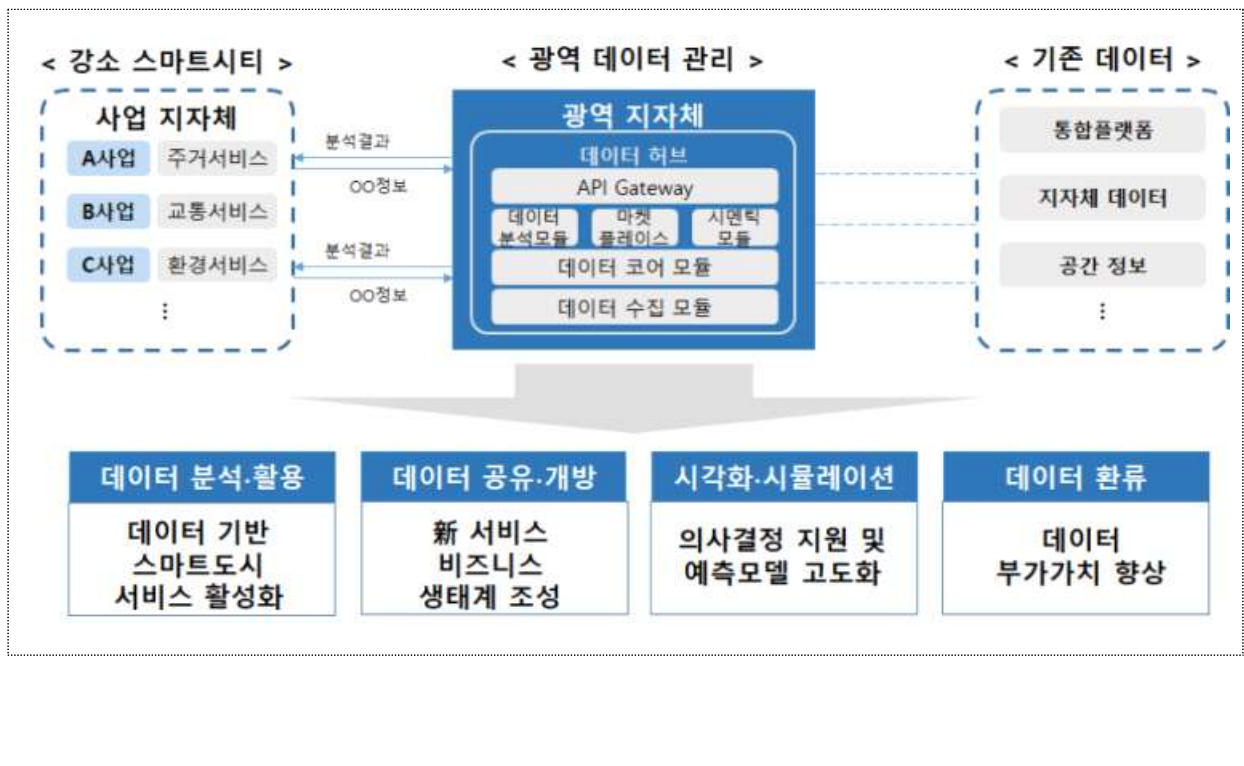 < 강소 스마트시티 >
사업 지자체
A사업 주거서비스
B사업 교통서비스
C사업 환경서비스
⋮
분석결과
OO정보
분석결과
OO정보
< 광역 데이터 관리 >
광역 지자체
데이터 허브
API Gateway
데이터
분석모듈
마켓
플레이스
시멘틱
모듈
데이터 코어 모듈
데이터 수집 모듈
< 기존 데이터 >
통합플랫폼
지자체 데이터
공간 정보
⋮
데이터 분석·활용
데이터 기반
스마트도시
서비스 활성화
데이터 공유·개방
新 서비스
비즈니스
생태계 조성
시각화·시뮬레이션
의사결정 지원 및
예측모델 고도화
데이터 환류
데이터
부가가치 향상